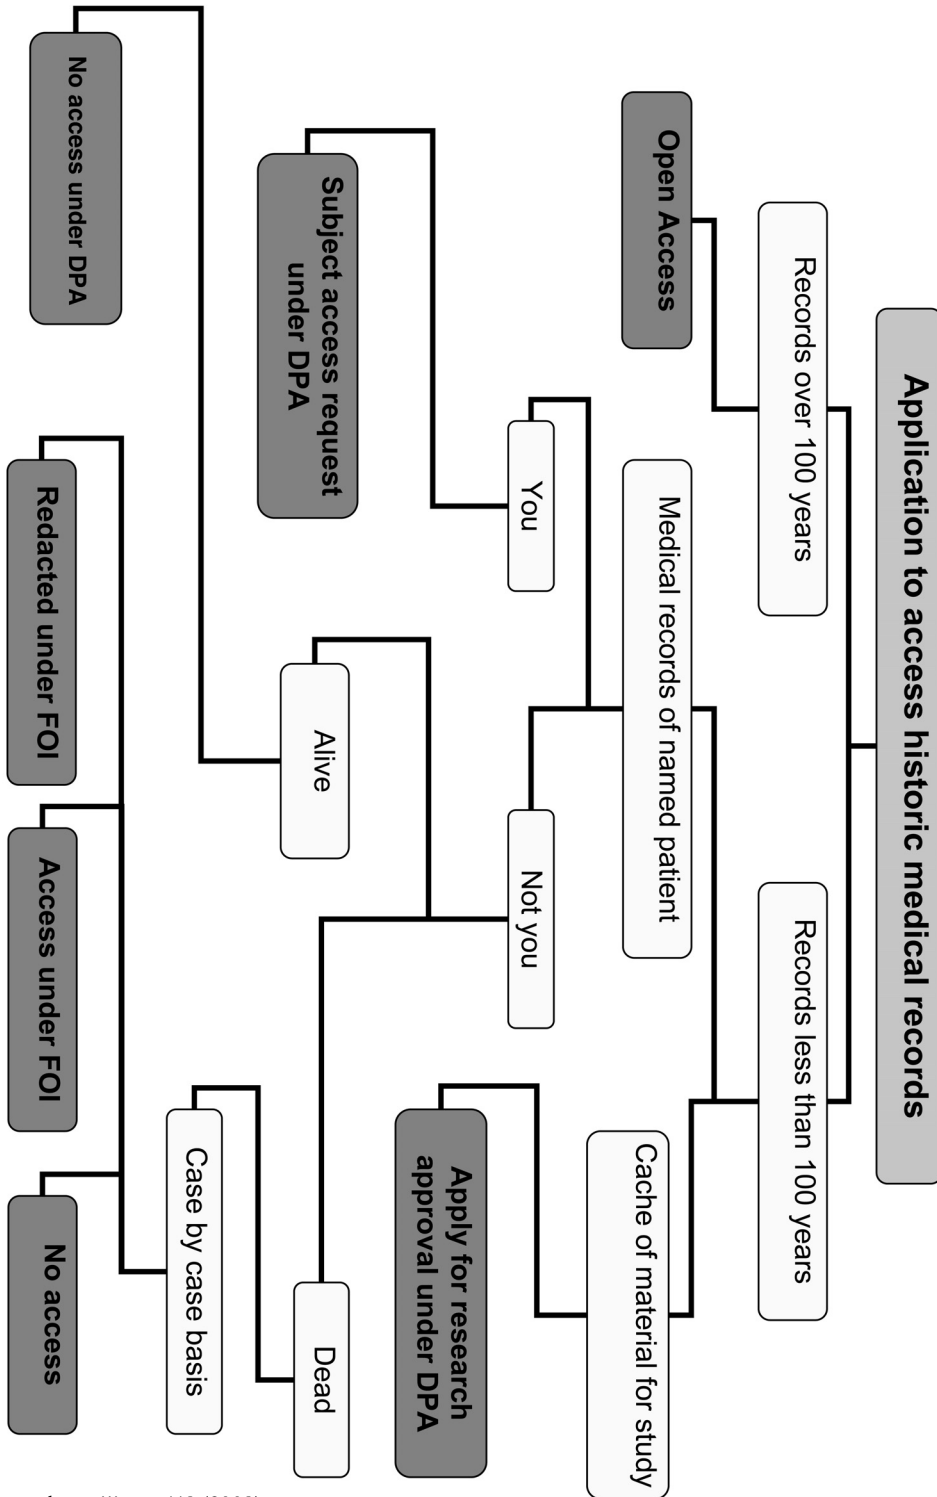 Application to access historic medical records
Records over 100 years
Records less than 100 years
Open Access
Medical records of named patient
Cache of material for study
You
Not you
Subject access request
under DPA
Apply for research
approval under DPA
Alive
Dead
No access under DPA
Case by case basis
Redacted under FOI
Access under FOI
No access